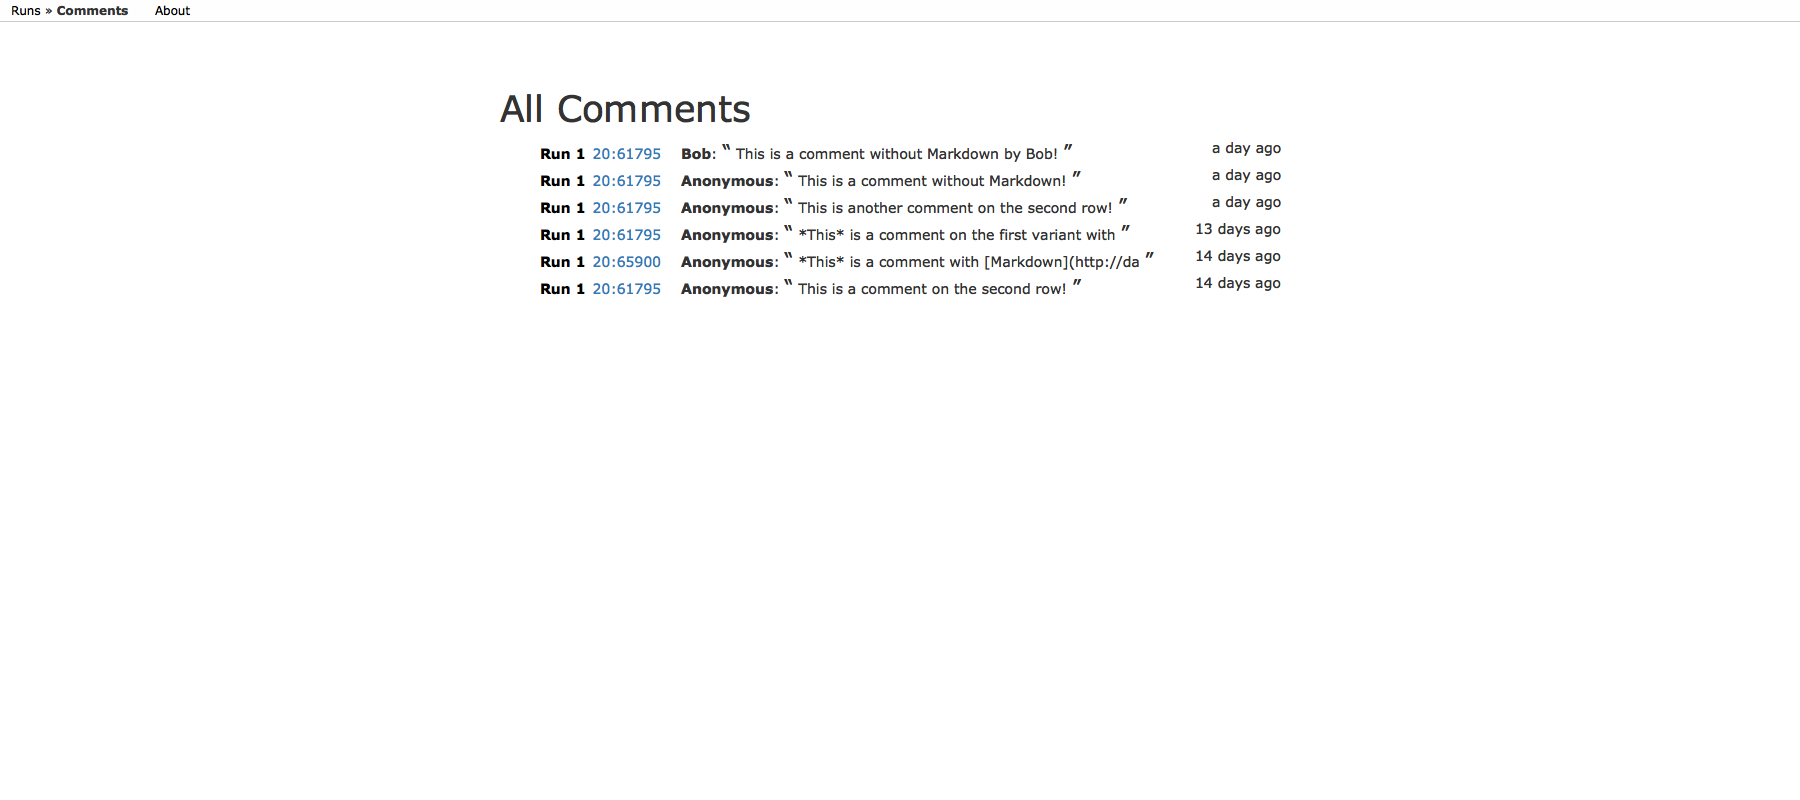 Runs » Comments About
All Comments
Run 1 20:61795 Bob: “ This is a comment without Markdown by Bob! ” a day ago
Run 1 20:61795 Anonymous: “ This is a comment without Markdown! ” a day ago
Run 1 20:61795 Anonymous: “ This is another comment on the second row! ” a day ago
Run 1 20:61795 Anonymous: “ *This* is a comment on the first variant with ” 13 days ago
Run 1 20:65900 Anonymous: “ *This* is a comment with [Markdown](http://da ” 14 days ago
Run 1 20:61795 Anonymous: “ This is a comment on the second row! ” 14 days ago